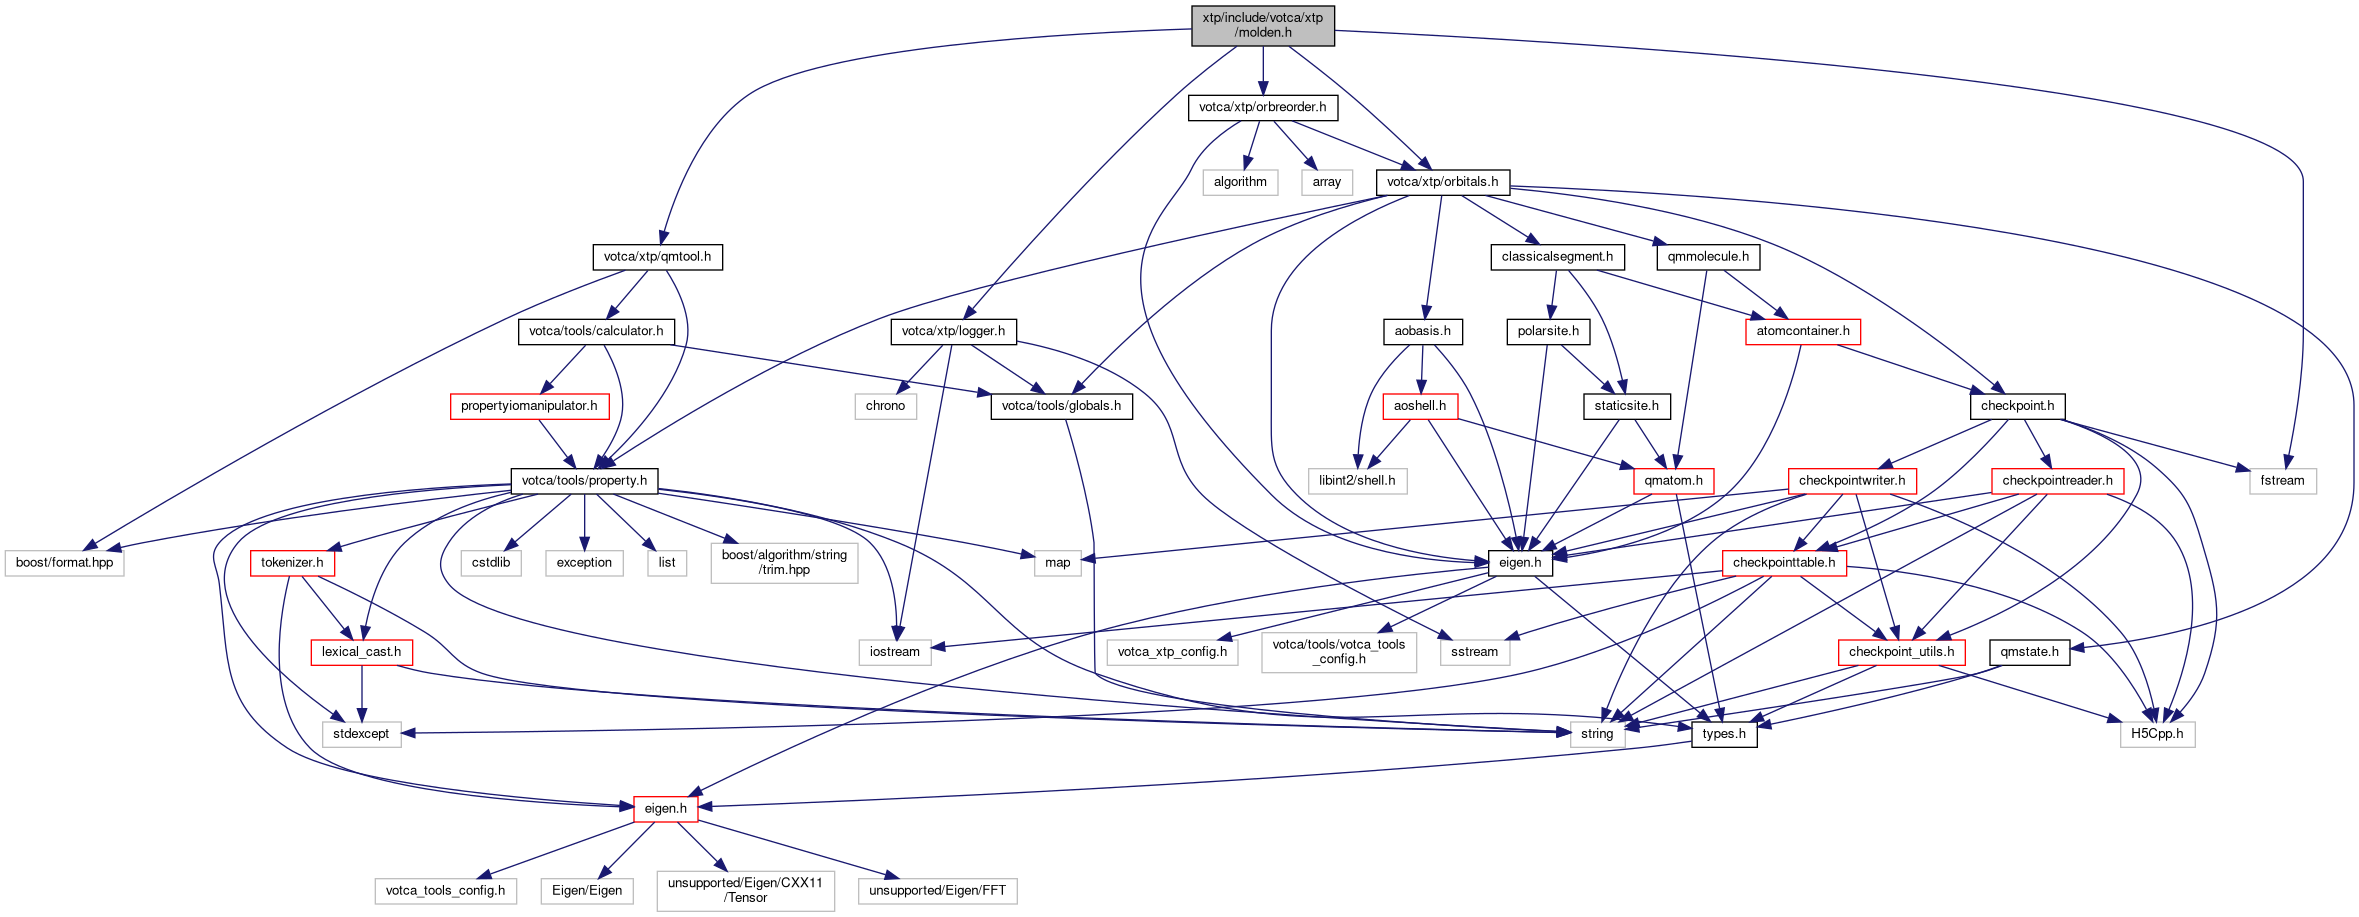 xtp/include/votca/xtp
/molden.h
votca/xtp/orbreorder.h
algorithm
array
votca/xtp/orbitals.h
votca/xtp/qmtool.h
classicalsegment.h
qmmolecule.h
votca/tools/calculator.h
votca/xtp/logger.h
aobasis.h
polarsite.h
atomcontainer.h
propertyiomanipulator.h
chrono
votca/tools/globals.h
aoshell.h
staticsite.h
checkpoint.h
votca/tools/property.h
libint2/shell.h
qmatom.h
checkpointwriter.h
checkpointreader.h
fstream
boost/format.hpp
tokenizer.h
cstdlib
exception
list
boost/algorithm/string
/trim.hpp
map
eigen.h
checkpointtable.h
lexical_cast.h
iostream
votca_xtp_config.h
votca/tools/votca_tools
_config.h
sstream
checkpoint_utils.h
qmstate.h
stdexcept
string
types.h
H5Cpp.h
eigen.h
votca_tools_config.h
Eigen/Eigen
unsupported/Eigen/CXX11
/Tensor
unsupported/Eigen/FFT